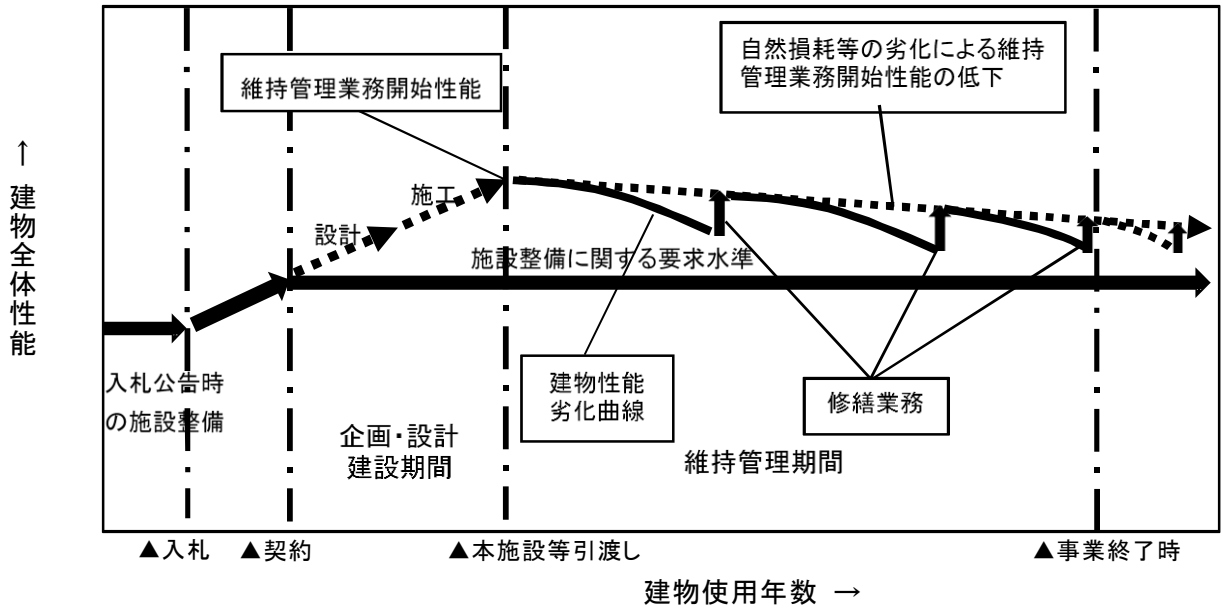 自然損耗等の劣化による維持
管理業務開始性能の低下
維持管理業務開始性能
↑ 建物全体性能
施工
設計
施設整備に関する要求水準
入札公告時
の施設整備
建物性能
劣化曲線
修繕業務
企画・設計
建設期間
維持管理期間
▲入札
▲契約
▲本施設等引渡し
▲事業終了時
建物使用年数 →